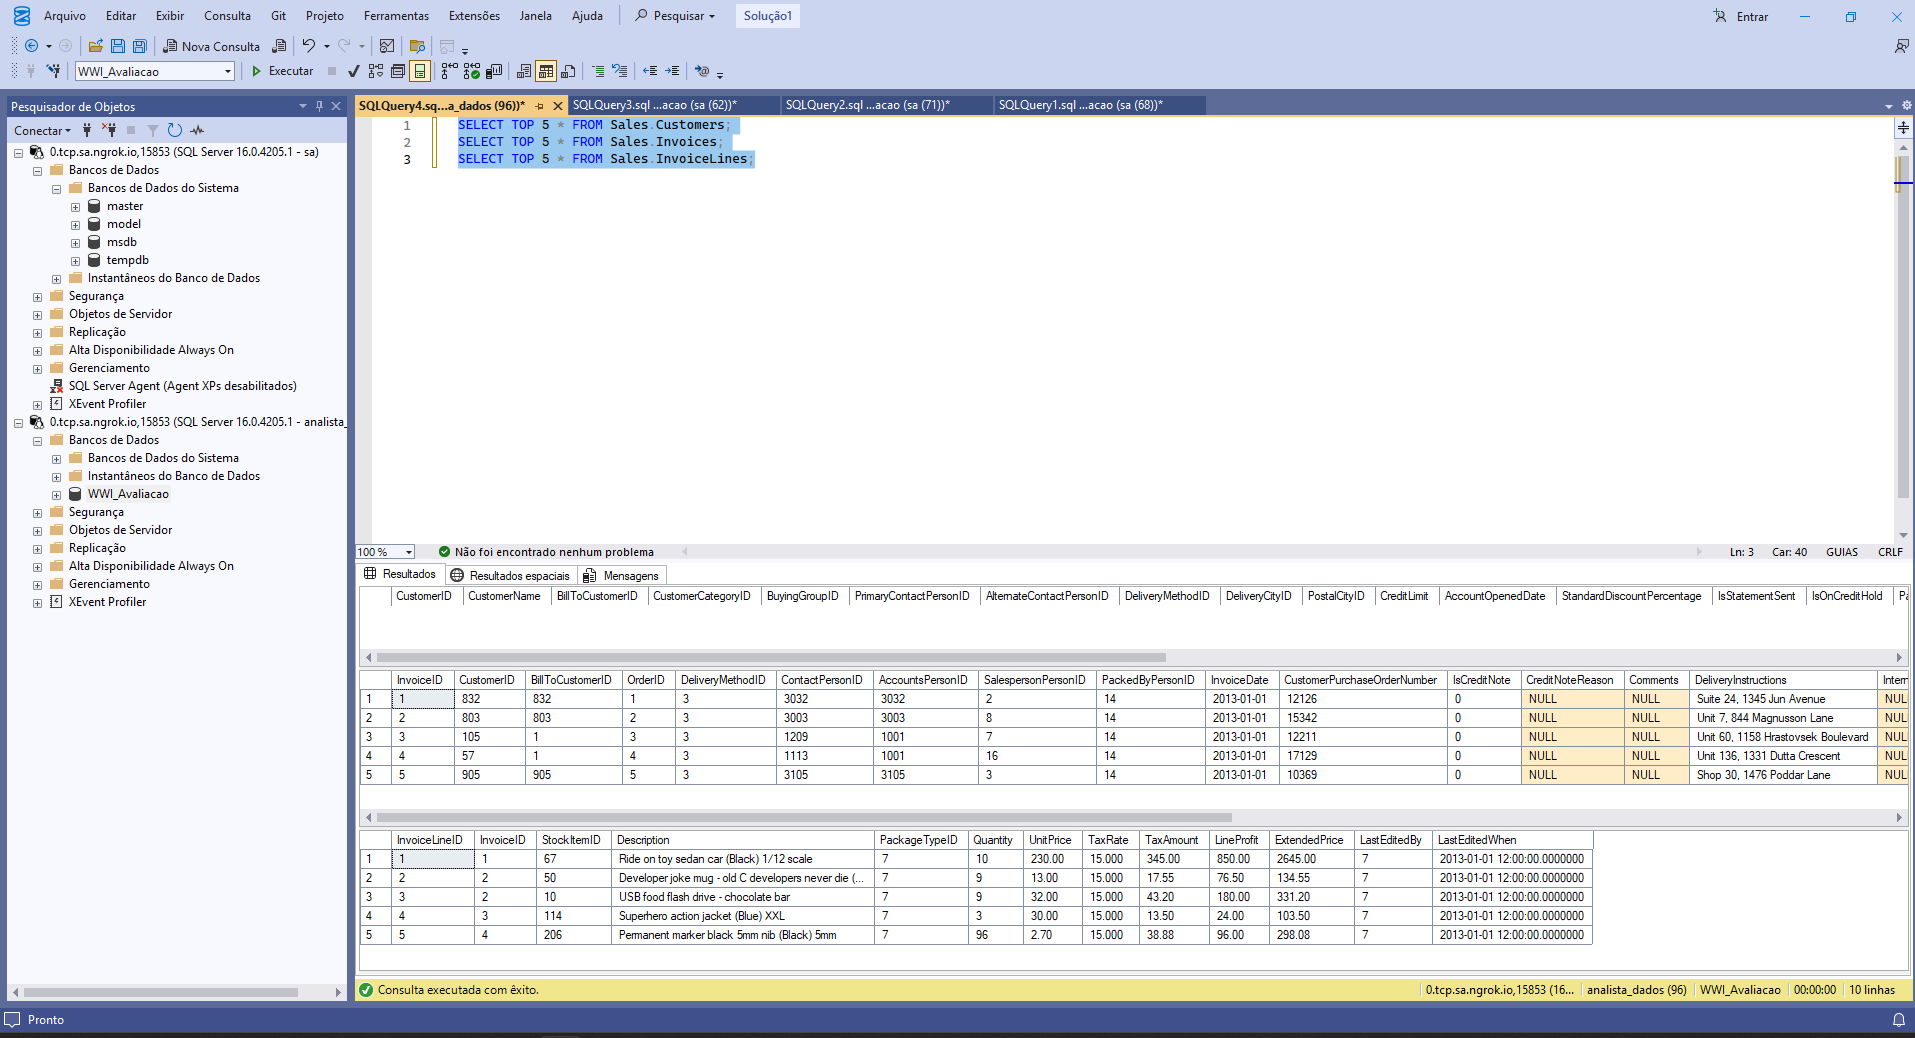 Arquivo Editar Exibir Consulta Git Projeto Ferramentas Extensões Janela Ajuda Pesquisar Solução1 Entrar
Nova Consulta
WWI_Avaliacao Executar
Pesquisador de Objetos
Conectar
0.tcp.sa.ngrok.io,15853 (SQL Server 16.0.4205.1 - sa)
Bancos de Dados
Bancos de Dados do Sistema
master
model
msdb
tempdb
Instantâneos do Banco de Dados
Segurança
Objetos de Servidor
Replicação
Alta Disponibilidade Always On
Gerenciamento
SQL Server Agent (Agent XPs desabilitados)
XEvent Profiler
0.tcp.sa.ngrok.io,15853 (SQL Server 16.0.4205.1 - analista_
Bancos de Dados
Bancos de Dados do Sistema
Instantâneos do Banco de Dados
WWI_Avaliacao
Segurança
Objetos de Servidor
Replicação
Alta Disponibilidade Always On
Gerenciamento
XEvent Profiler
SQLQuery4.sq...a_dados (96))* SQLQuery3.sql ...acao (sa (62))* SQLQuery2.sql ...acao (sa (71))* SQLQuery1.sql ...acao (sa (68))*
1 SELECT TOP 5 * FROM Sales.Customers;
2 SELECT TOP 5 * FROM Sales.Invoices;
3 SELECT TOP 5 * FROM Sales.InvoiceLines;
100 % Não foi encontrado nenhum problema Ln: 3 Car: 40 GUIAS CRLF
Resultados Resultados espaciais Mensagens
CustomerID CustomerName BillToCustomerID CustomerCategoryID BuyingGroupID PrimaryContactPersonID AlternateContactPersonID DeliveryMethodID DeliveryCityID PostalCityID CreditLimit AccountOpenedDate StandardDiscountPercentage IsStatementSent IsOnCreditHold Pa
InvoiceID CustomerID BillToCustomerID OrderID DeliveryMethodID ContactPersonID AccountsPersonID SalespersonPersonID PackedByPersonID InvoiceDate CustomerPurchaseOrderNumber IsCreditNote CreditNoteReason Comments DeliveryInstructions Intern
1 1 832 832 1 3 3032 3032 2 14 2013-01-01 12126 0 NULL NULL Suite 24, 1345 Jun Avenue NUL
2 2 803 803 2 3 3003 3003 8 14 2013-01-01 15342 0 NULL NULL Unit 7, 844 Magnusson Lane NUL
3 3 105 1 3 3 1209 1001 7 14 2013-01-01 12211 0 NULL NULL Unit 60, 1158 Hrastovsek Boulevard NUL
4 4 57 1 4 3 1113 1001 16 14 2013-01-01 17129 0 NULL NULL Unit 136, 1331 Dutta Crescent NUL
5 5 905 905 5 3 3105 3105 3 14 2013-01-01 10369 0 NULL NULL Shop 30, 1476 Poddar Lane NUL
InvoiceLineID InvoiceID StockItemID Description PackageTypeID Quantity UnitPrice TaxRate TaxAmount LineProfit ExtendedPrice LastEditedBy LastEditedWhen
1 1 1 67 Ride on toy sedan car (Black) 1/12 scale 7 10 230.00 15.000 345.00 850.00 2645.00 7 2013-01-01 12:00:00.0000000
2 2 2 50 Developer joke mug - old C developers never die (... 7 9 13.00 15.000 17.55 76.50 134.55 7 2013-01-01 12:00:00.0000000
3 3 2 10 USB food flash drive - chocolate bar 7 9 32.00 15.000 43.20 180.00 331.20 7 2013-01-01 12:00:00.0000000
4 4 3 114 Superhero action jacket (Blue) XXL 7 3 30.00 15.000 13.50 24.00 103.50 7 2013-01-01 12:00:00.0000000
5 5 4 206 Permanent marker black 5mm nib (Black) 5mm 7 96 2.70 15.000 38.88 96.00 298.08 7 2013-01-01 12:00:00.0000000
Consulta executada com êxito. 0.tcp.sa.ngrok.io,15853 (16... analista_dados (96) WWI_Avaliacao 00:00:00 10 linhas
Pronto